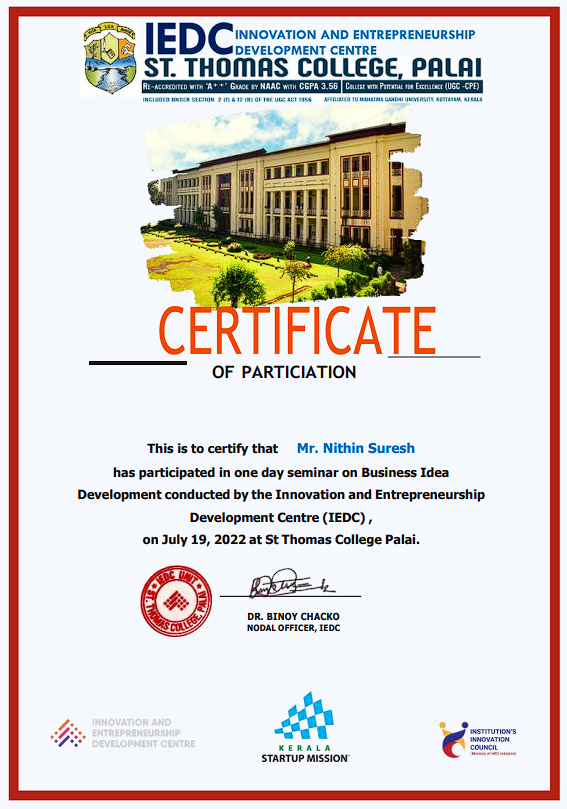 LUX
IEDC INNOVATION AND ENTREPRENEURSHIP
DEVELOPMENT CENTRE
ST. THOMAS COLLEGE, PALAI
RE-ACCREDITED WITH 'A++' GRADE BY NAAC WITH CGPA 3.56 | COLLEGE WITH POTENTIAL FOR EXCELLENCE (UGC -CPE)
INCLUDED UNDER SECTION 2 (f) & 12 (B) OF THE UGC ACT 1956 AFFILIATED TO MAHATMA GANDHI UNIVERSITY, KOTTAYAM, KERALA
CERTIFICATE
OF PARTICIATION
This is to certify that Mr. Nithin Suresh
has participated in one day seminar on Business Idea
Development conducted by the Innovation and Entrepreneurship
Development Centre (IEDC) ,
on July 19, 2022 at St Thomas College Palai.
IEDC UNIT
ST. THOMAS COLLEGE, PALAI
DR. BINOY CHACKO
NODAL OFFICER, IEDC
INNOVATION AND
ENTREPRENEURSHIP
DEVELOPMENT CENTRE
KERALA
STARTUP MISSION
INSTITUTION'S
INNOVATION
COUNCIL
(Ministry of HRD Initiative)